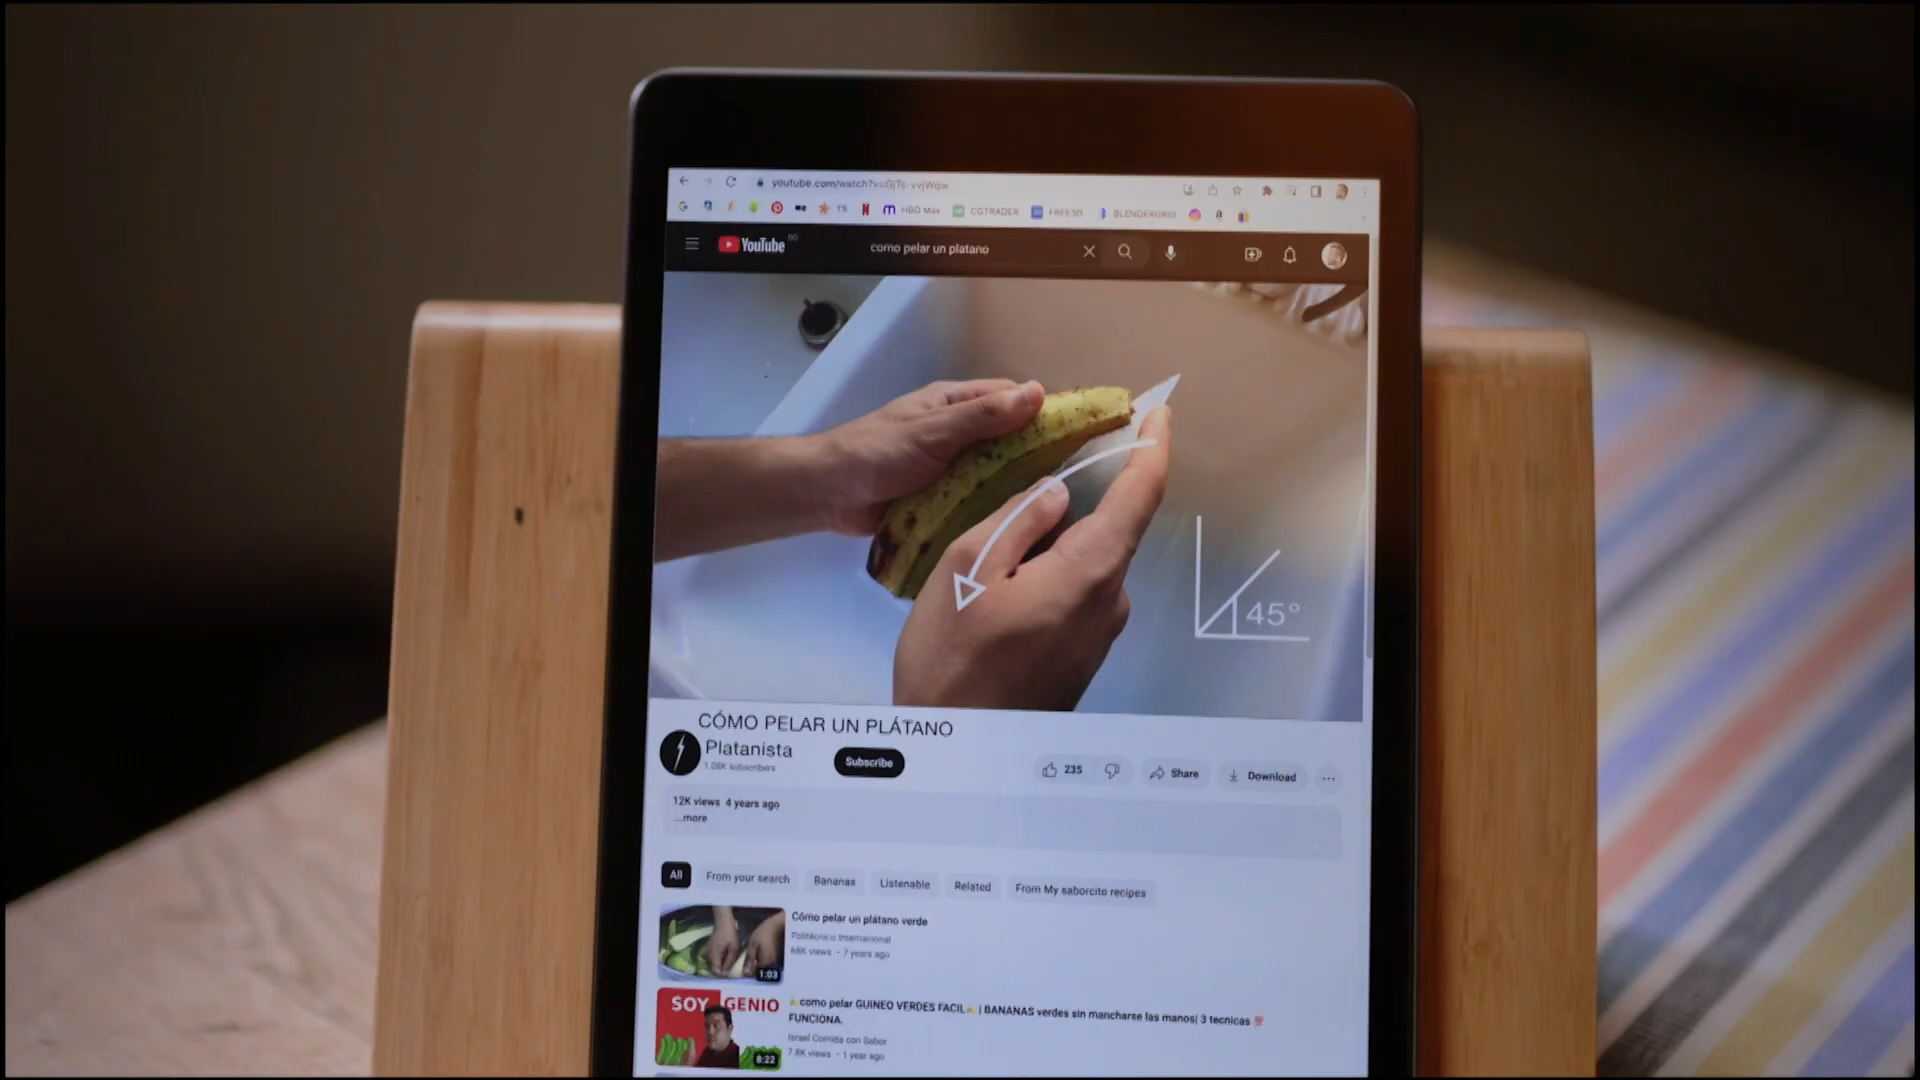 youtube.com/watch?v=GjTs-vvjWqw
TS HBO Max CGTRADER FREE3D BLENDERGRID
YouTube como pelar un platano
45°
CÓMO PELAR UN PLÁTANO
Platanista
1.08K subscribers
Subscribe
235 Share Download
12K views 4 years ago
...more
All From your search Bananas Listenable Related From My saborcito recipes
Cómo pelar un plátano verde
Politécnico Internacional
68K views • 7 years ago
1:03
SOY GENIO
como pelar GUINEO VERDES FACIL | BANANAS verdes sin mancharse las manos| 3 tecnicas 💯
FUNCIONA.
Israel Comida con Sabor
7.8K views • 1 year ago
8:22